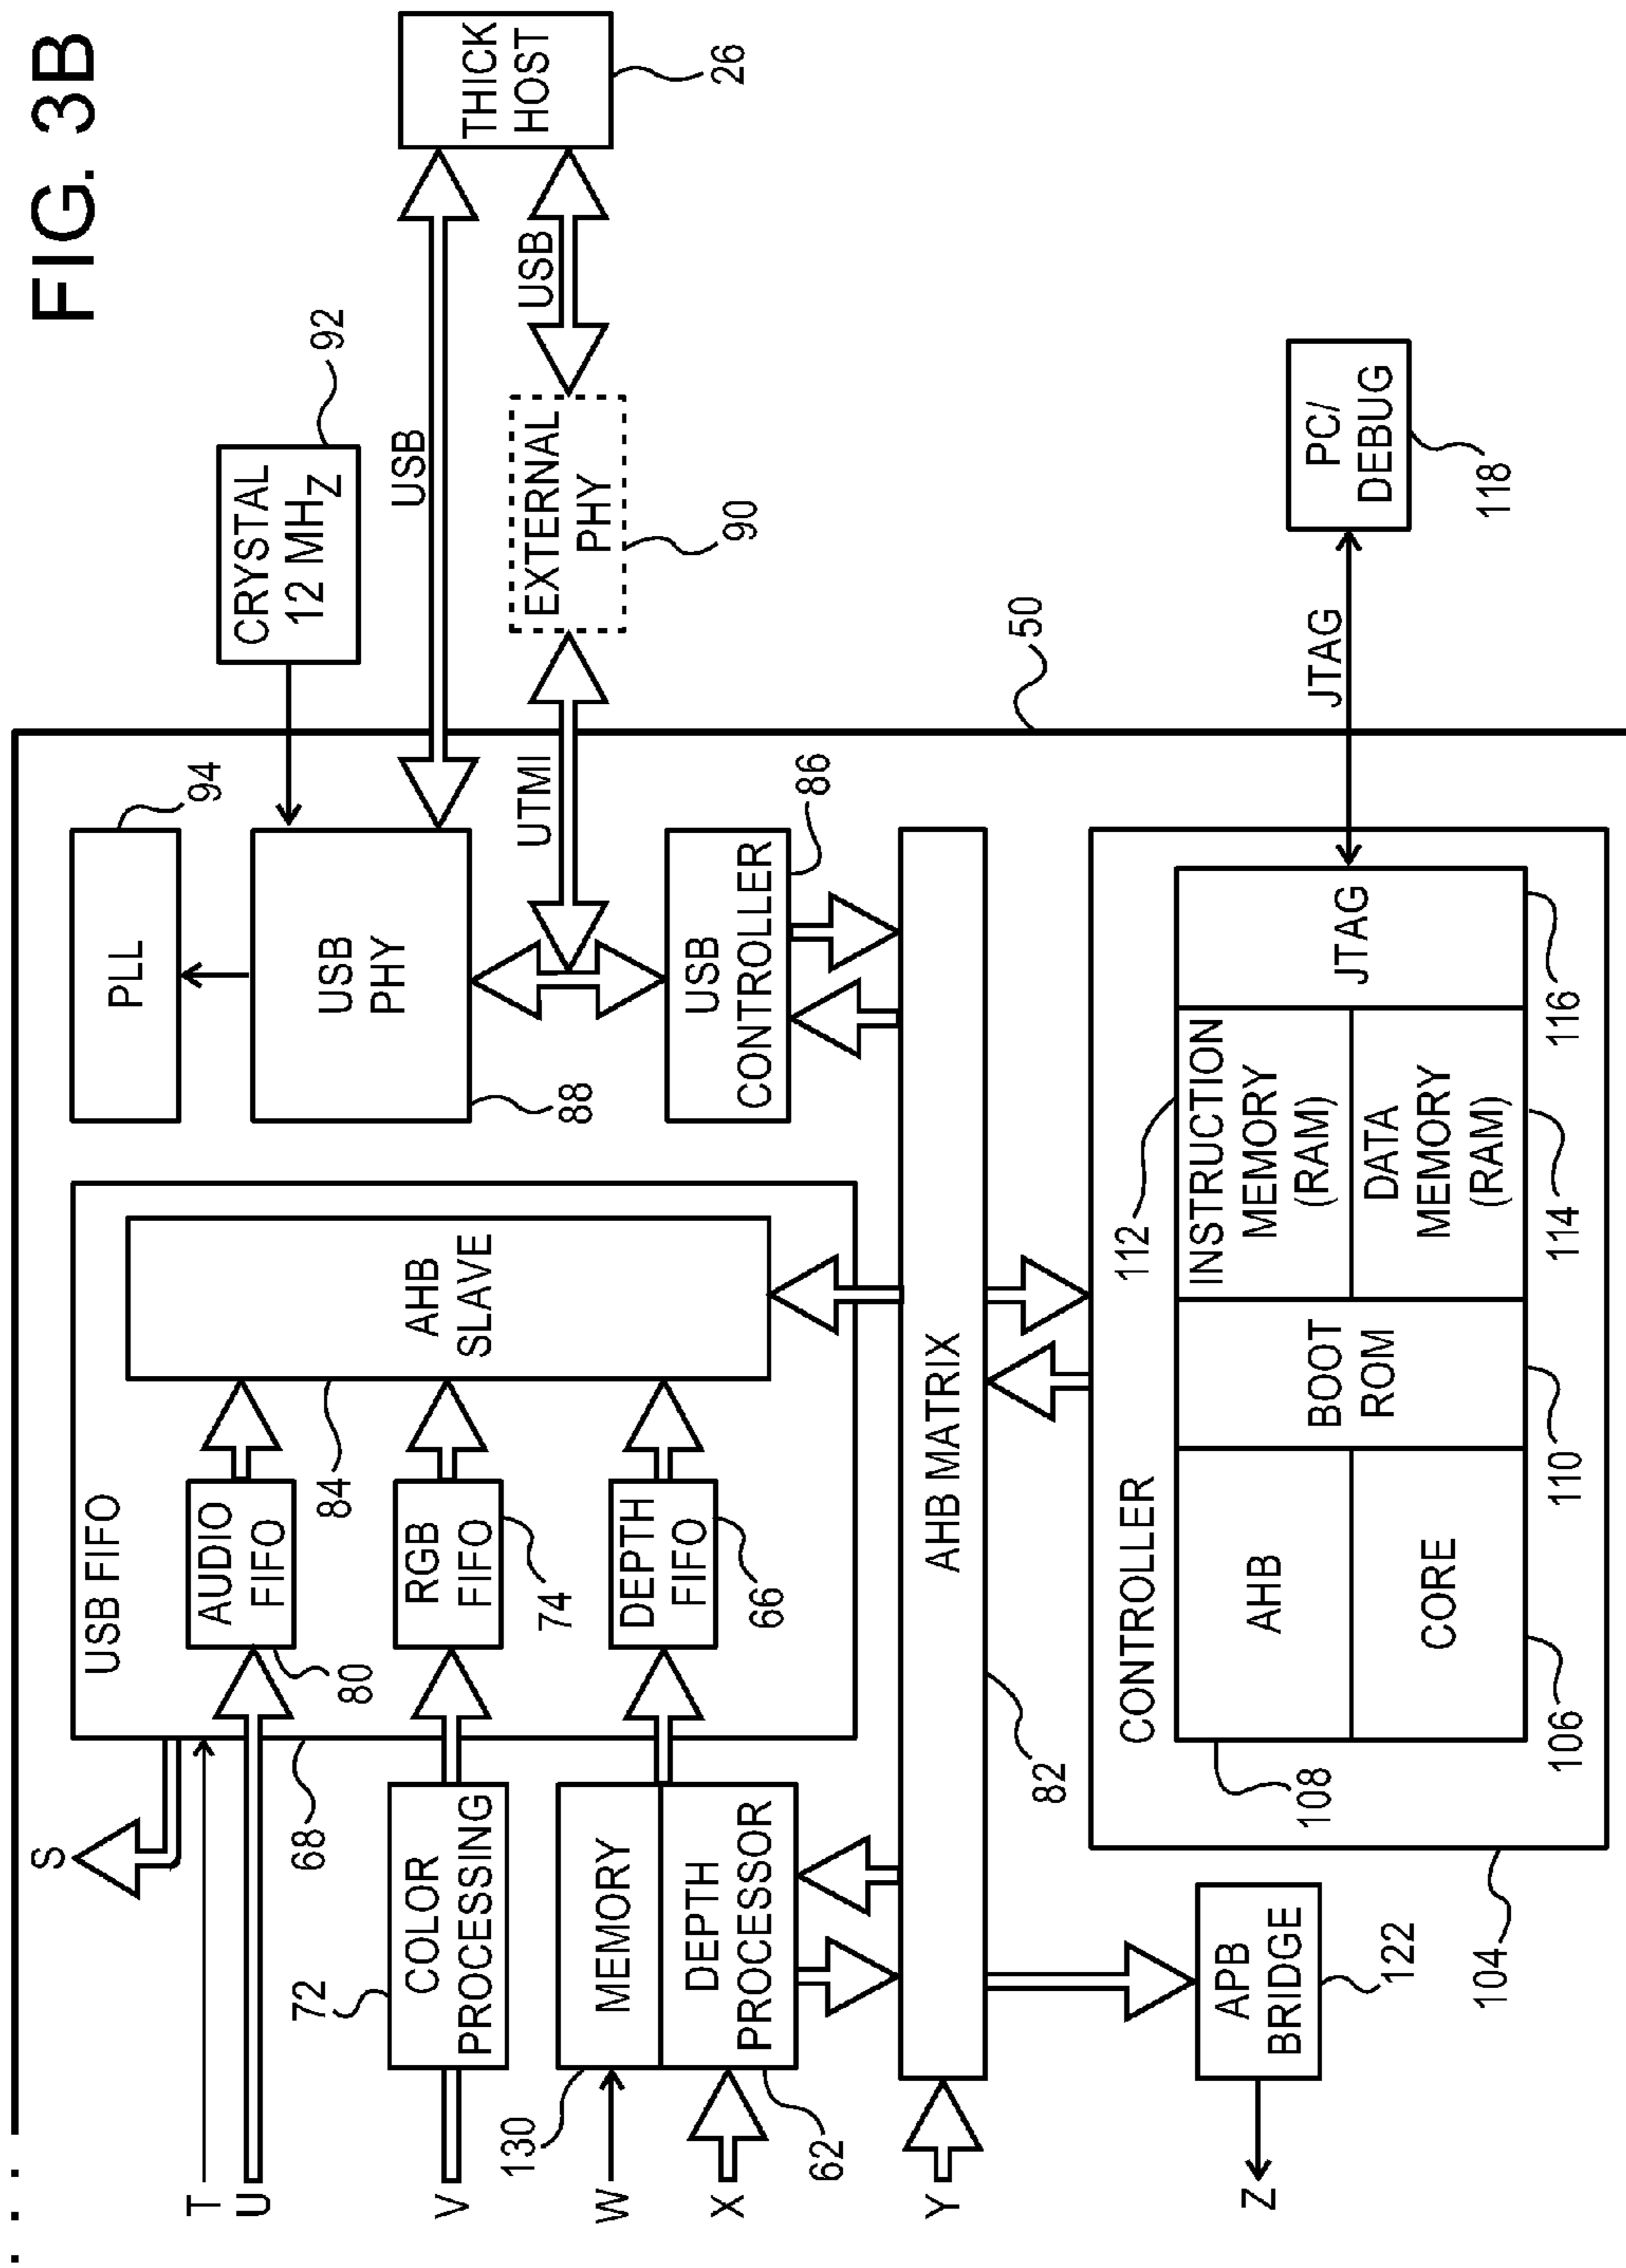 FIG. 3B
S
T
U
V
W
X
Y
Z
USB FIFO
68
AUDIO
FIFO
80
RGB
FIFO
74
DEPTH
FIFO
66
AHB
SLAVE
84
PLL
94
USB
PHY
88
CRYSTAL
12 MHZ
92
USB
THICK
HOST
26
USB
EXTERNAL
PHY
90
UTMI
USB
CONTROLLER
86
50
COLOR
PROCESSING
72
MEMORY
130
DEPTH
PROCESSOR
62
AHB MATRIX
82
CONTROLLER
104
AHB
108
CORE
106
BOOT
ROM
110
INSTRUCTION
MEMORY
(RAM)
112
DATA
MEMORY
(RAM)
114
JTAG
116
JTAG
PC/
DEBUG
118
APB
BRIDGE
122